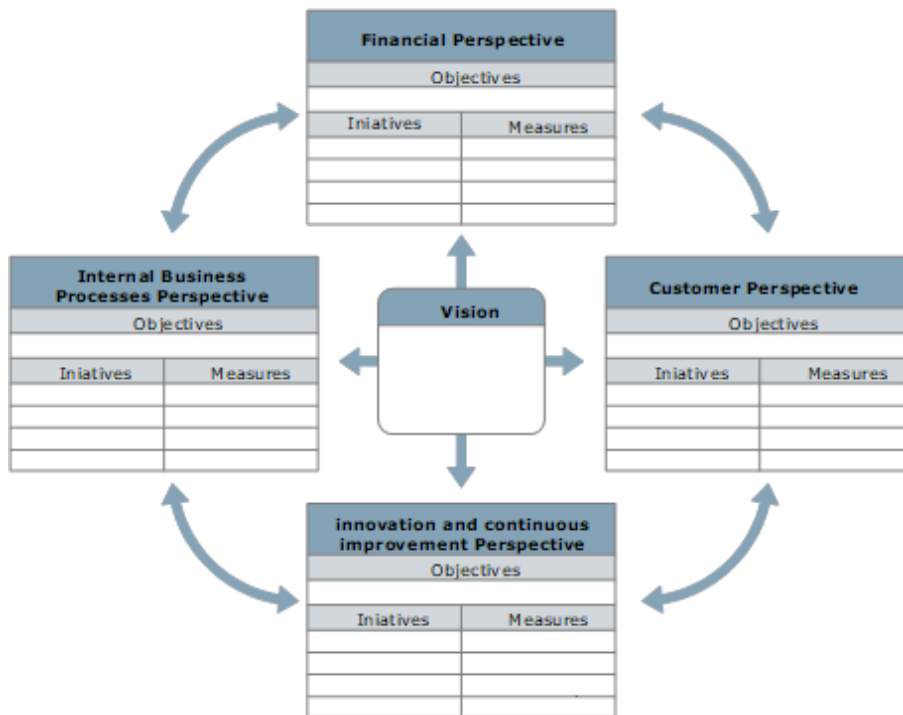 Financial Perspective
Objectives
Iniatives Measures
Internal Business
Processes Perspective
Objectives
Iniatives Measures
Vision
Customer Perspective
Objectives
Iniatives Measures
innovation and continuous
improvement Perspective
Objectives
Iniatives Measures